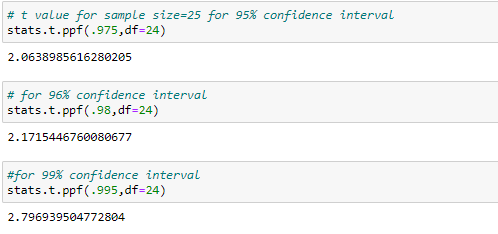 # t value for sample size=25 for 95% confidence interval
stats.t.ppf(.975,df=24)
2.0638985616280205
# for 96% confidence interval
stats.t.ppf(.98,df=24)
2.1715446760080677
#for 99% confidence interval
stats.t.ppf(.995,df=24)
2.796939504772804